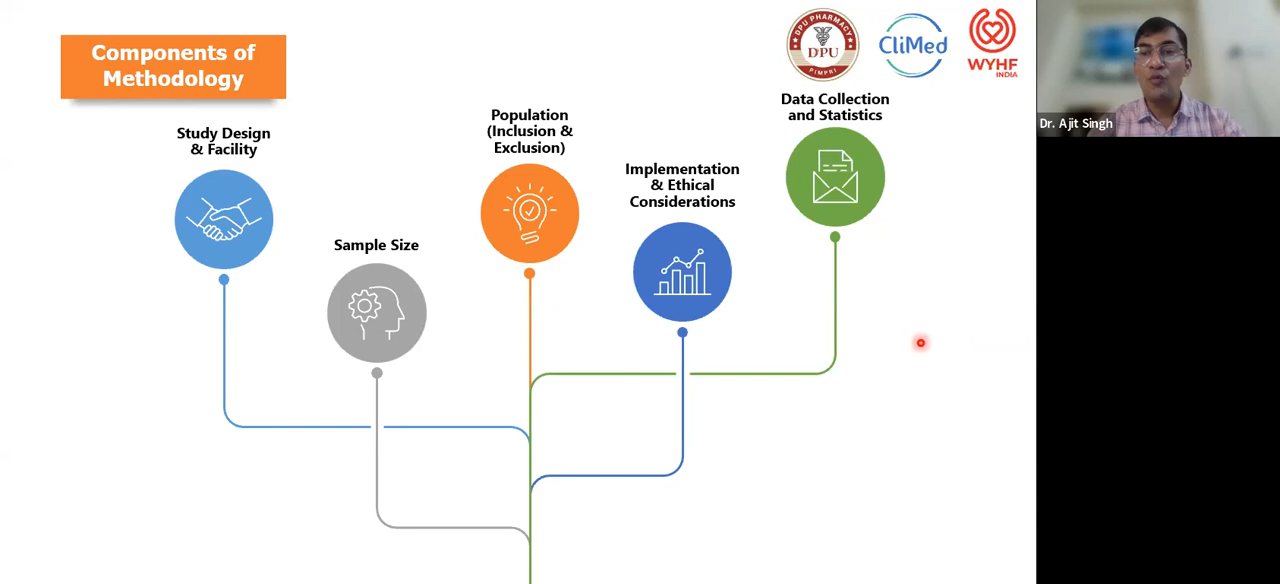 Components of
Methodology
DPU PHARMACY
DPU
PIMPRI
CliMed
WYHF
INDIA
Dr. Ajit Singh
Study Design
& Facility
Sample Size
Population
(Inclusion &
Exclusion)
Implementation
& Ethical
Considerations
Data Collection
and Statistics